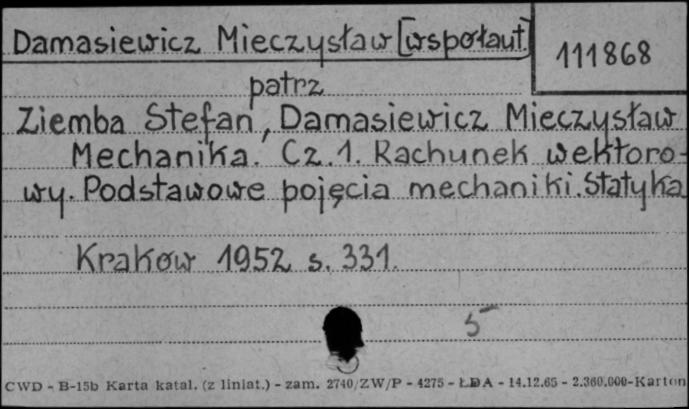 Damasiewicz Mieczysław [współaut.]
111868
patrz
Ziemba Stefan, Damasiewicz Mieczysław
Mechanika. Cz. 1. Rachunek wektoro-
wy. Podstawowe pojęcia mechaniki. Statyka
Kraków 1952 s. 331.
5
CWD - B-15b Karta katal. (z liniat.) - zam. 2740/ZW/P - 4275 - ŁDA - 14.12.65 - 2.360.000-Karton